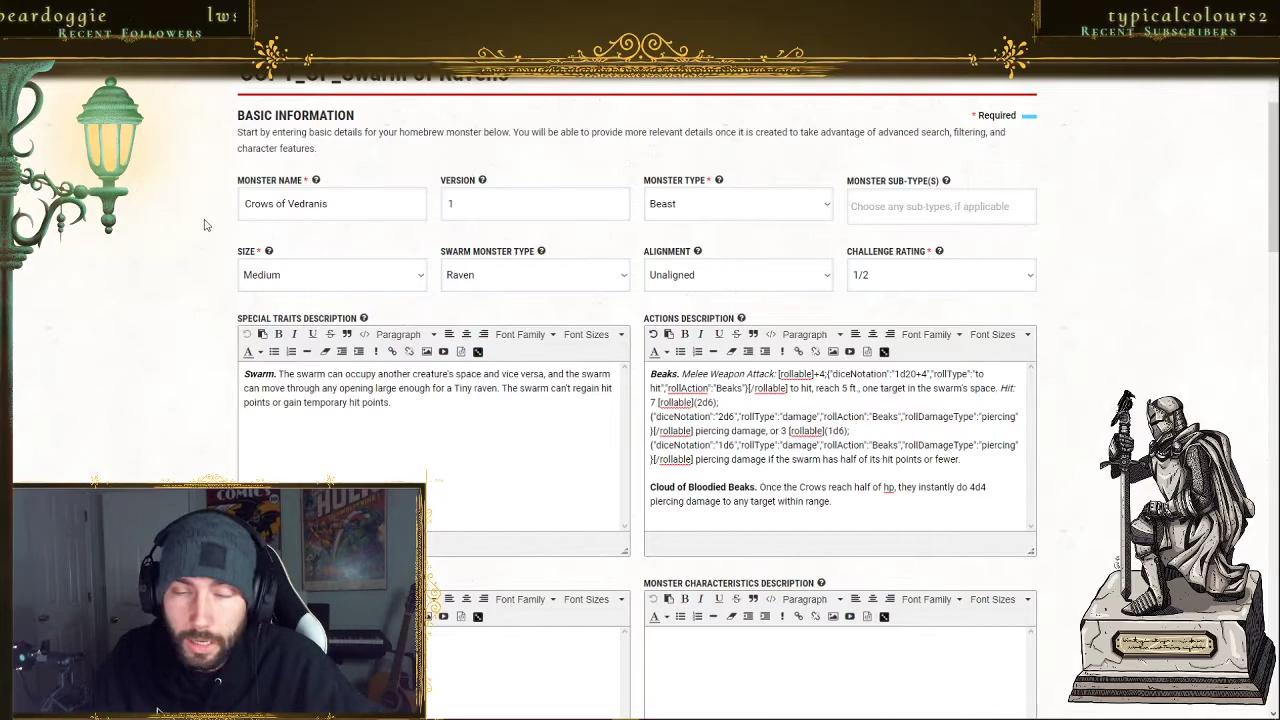 beardoggie lws
Recent Followers
typicalcolours2
Recent Subscribers
BASIC INFORMATION
* Required
Start by entering basic details for your homebrew monster below. You will be able to provide more relevant details once it is created to take advantage of advanced search, filtering, and
character features.
MONSTER NAME * VERSION MONSTER TYPE * MONSTER SUB-TYPE(S)
Crows of Vedranis 1 Beast Choose any sub-types, if applicable
SIZE * SWARM MONSTER TYPE ALIGNMENT CHALLENGE RATING *
Medium Raven Unaligned 1/2
SPECIAL TRAITS DESCRIPTION
Paragraph Font Family Font Sizes
Swarm. The swarm can occupy another creature's space and vice versa, and the swarm
can move through any opening large enough for a Tiny raven. The swarm can't regain hit
points or gain temporary hit points.
ACTIONS DESCRIPTION
Paragraph Font Family Font Sizes
Beaks. Melee Weapon Attack: [rollable]+4;{"diceNotation":"1d20+4","rollType":"to
hit","rollAction":"Beaks"}[/rollable] to hit, reach 5 ft., one target in the swarm's space. Hit:
7 [rollable](2d6);
{"diceNotation":"2d6","rollType":"damage","rollAction":"Beaks","rollDamageType":"piercing"
}[/rollable] piercing damage, or 3 [rollable](1d6);
{"diceNotation":"1d6","rollType":"damage","rollAction":"Beaks","rollDamageType":"piercing"
}[/rollable] piercing damage if the swarm has half of its hit points or fewer.
Cloud of Bloodied Beaks. Once the Crows reach half of hp, they instantly do 4d4
piercing damage to any target within range.
Font Family Font Sizes
MONSTER CHARACTERISTICS DESCRIPTION
Paragraph Font Family Font Sizes
COMICS
HULK